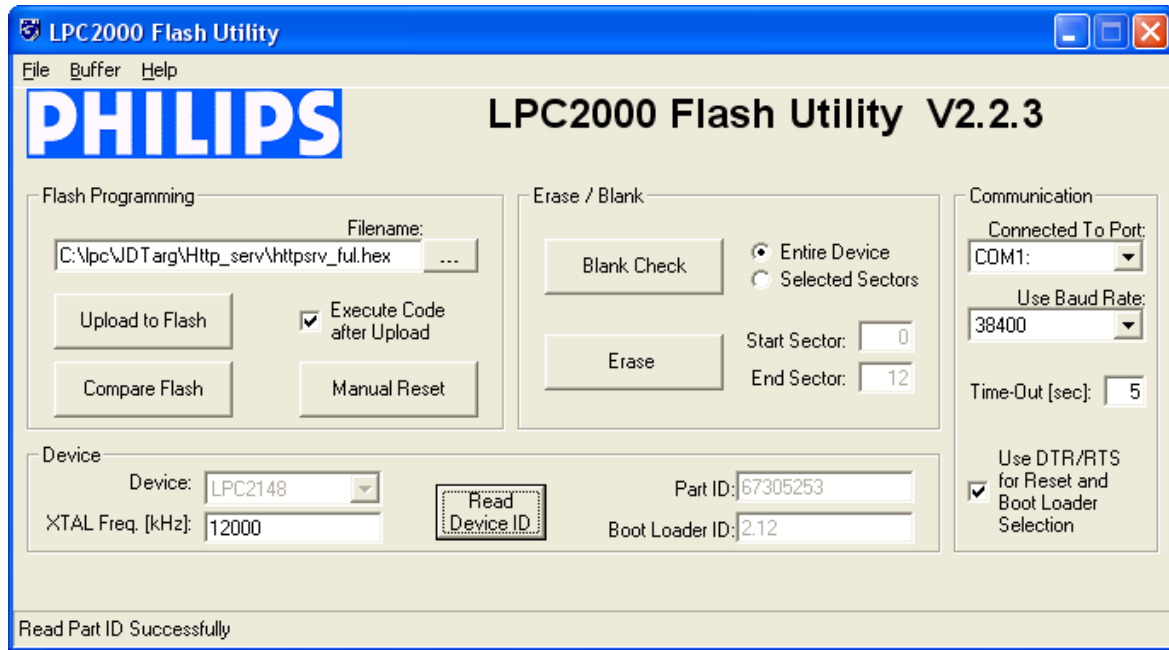 LPC2000 Flash Utility
File Buffer Help
PHILIPS
LPC2000 Flash Utility V2.2.3
Flash Programming
Filename:
C:\lpc\JDTarg\Http_serv\httpsrv_ful.hex
...
Upload to Flash
Execute Code
after Upload
Compare Flash
Manual Reset
Erase / Blank
Blank Check
Entire Device
Selected Sectors
Erase
Start Sector: 0
End Sector: 12
Communication
Connected To Port:
COM1:
Use Baud Rate:
38400
Time-Out [sec]: 5
Use DTR/RTS
for Reset and
Boot Loader
Selection
Device
Device: LPC2148
XTAL Freq. [kHz]: 12000
Read
Device ID
Part ID: 67305253
Boot Loader ID: 2.12
Read Part ID Successfully